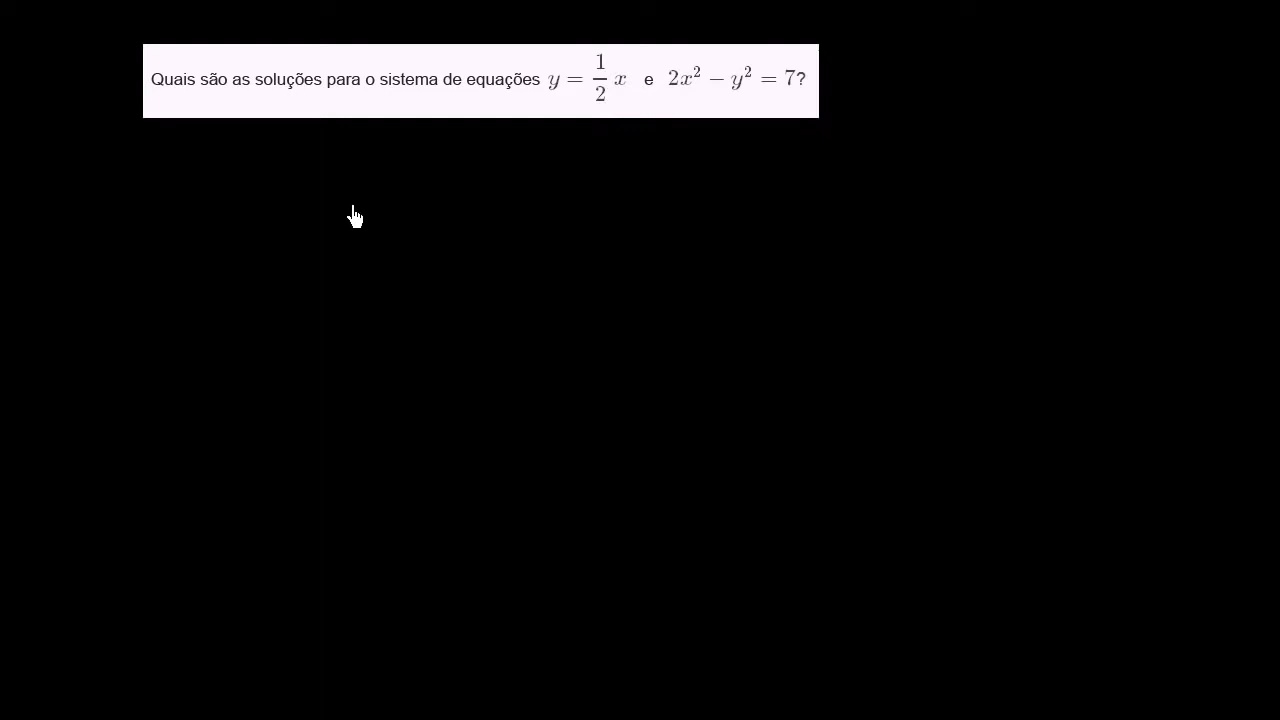 Quais são as soluções para o sistema de equações y = 1/2 x e 2x² − y² = 7?